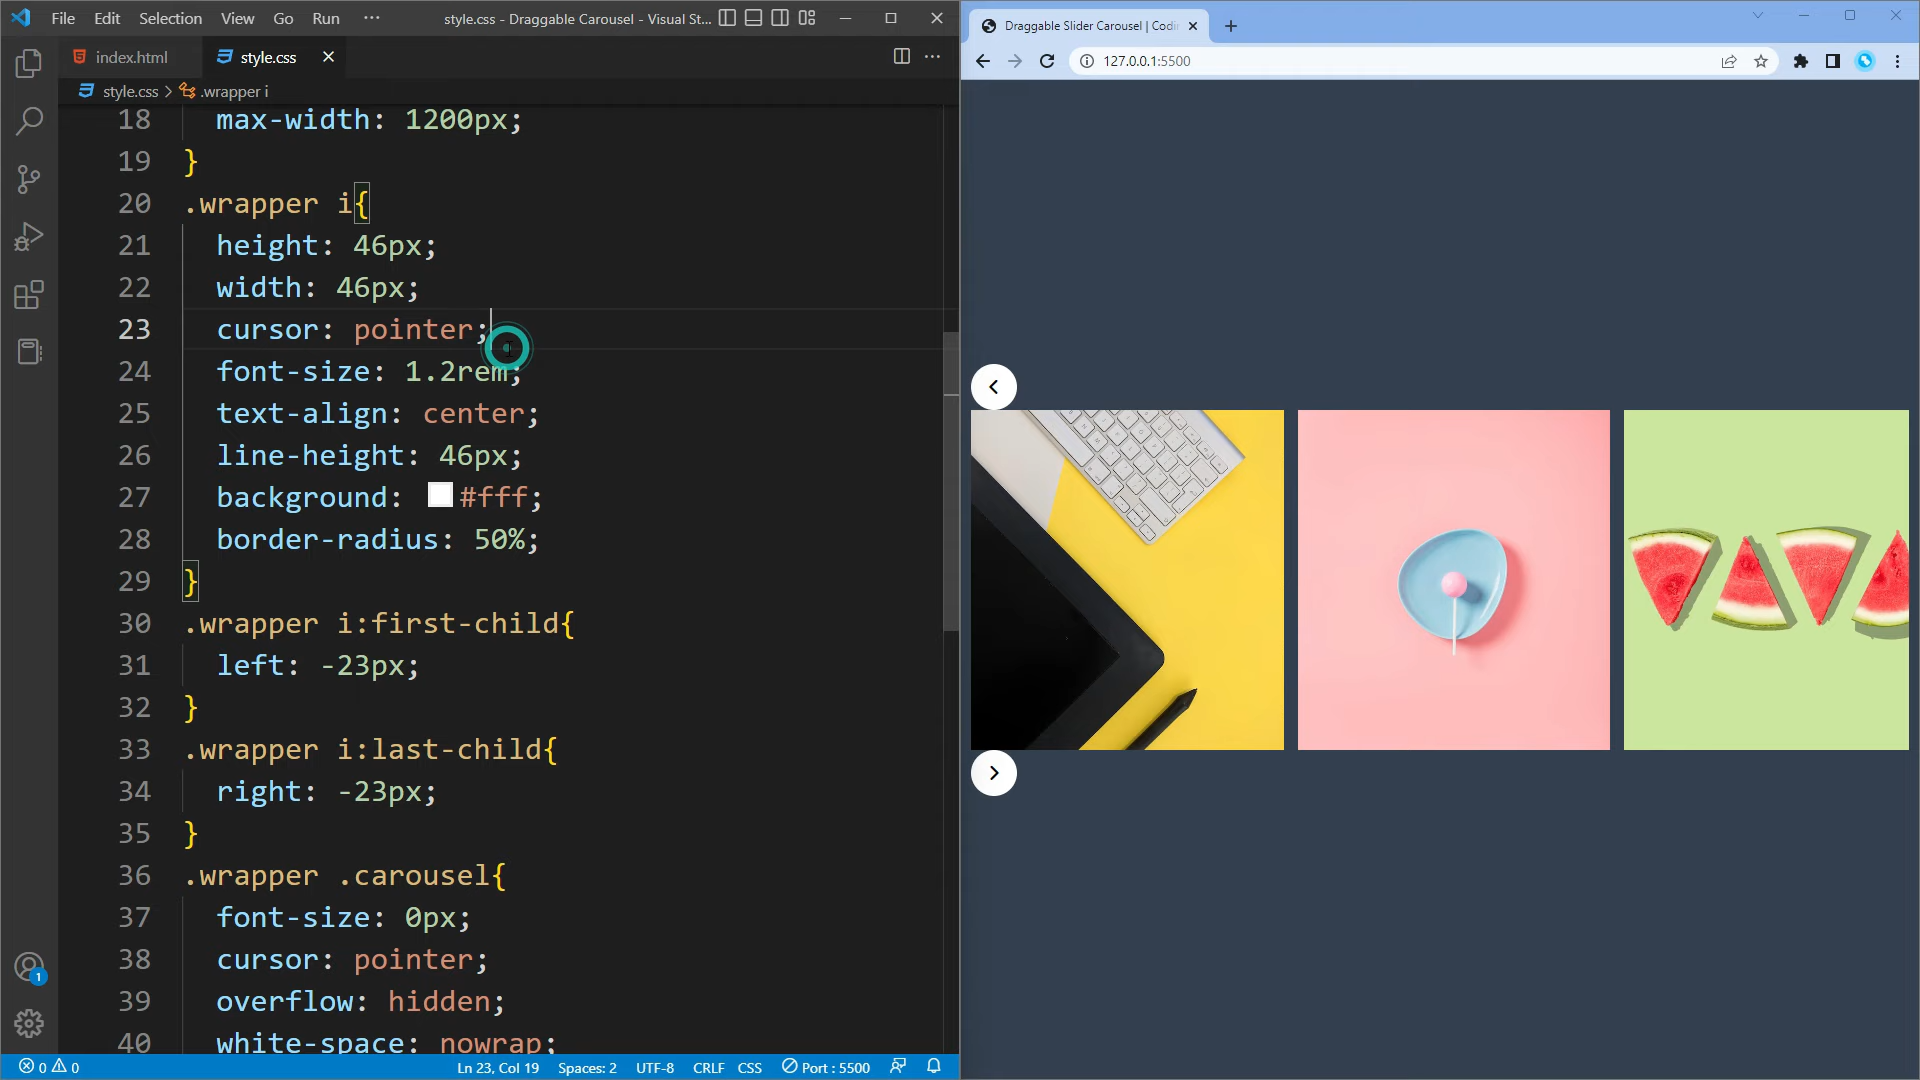 File Edit Selection View Go Run ··· style.css - Draggable Carousel - Visual St...
index.html style.css
style.css > .wrapper i
18 max-width: 1200px;
19 }
20 .wrapper i{
21 height: 46px;
22 width: 46px;
23 cursor: pointer;
24 font-size: 1.2rem;
25 text-align: center;
26 line-height: 46px;
27 background: #fff;
28 border-radius: 50%;
29 }
30 .wrapper i:first-child{
31 left: -23px;
32 }
33 .wrapper i:last-child{
34 right: -23px;
35 }
36 .wrapper .carousel{
37 font-size: 0px;
38 cursor: pointer;
39 overflow: hidden;
40 white-space: nowrap;
1
0 0 Ln 23, Col 19 Spaces: 2 UTF-8 CRLF CSS Port : 5500
Draggable Slider Carousel | Codin
127.0.0.1:5500